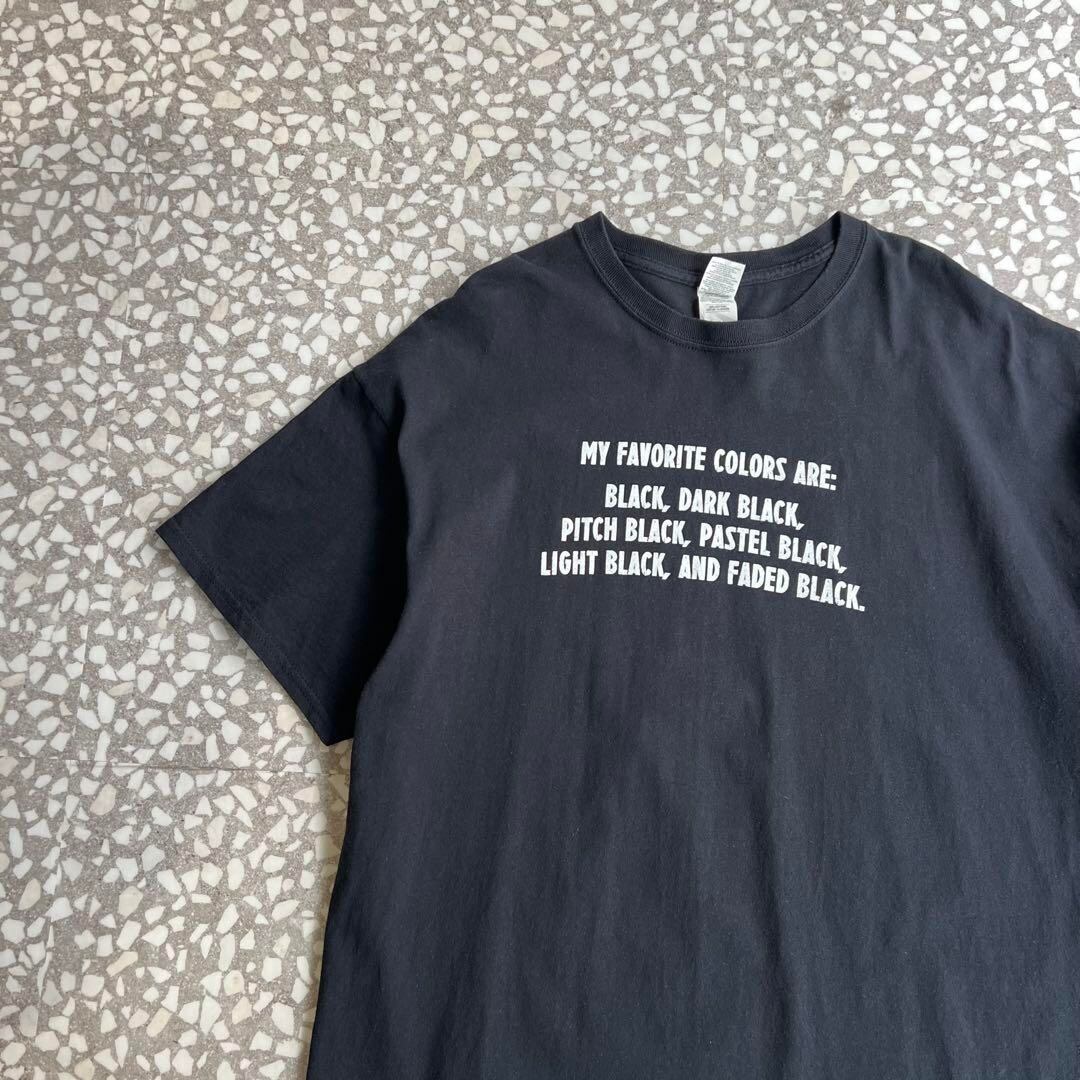 MY FAVORITE COLORS ARE:
BLACK, DARK BLACK,
PITCH BLACK, PASTEL BLACK,
LIGHT BLACK, AND FADED BLACK.